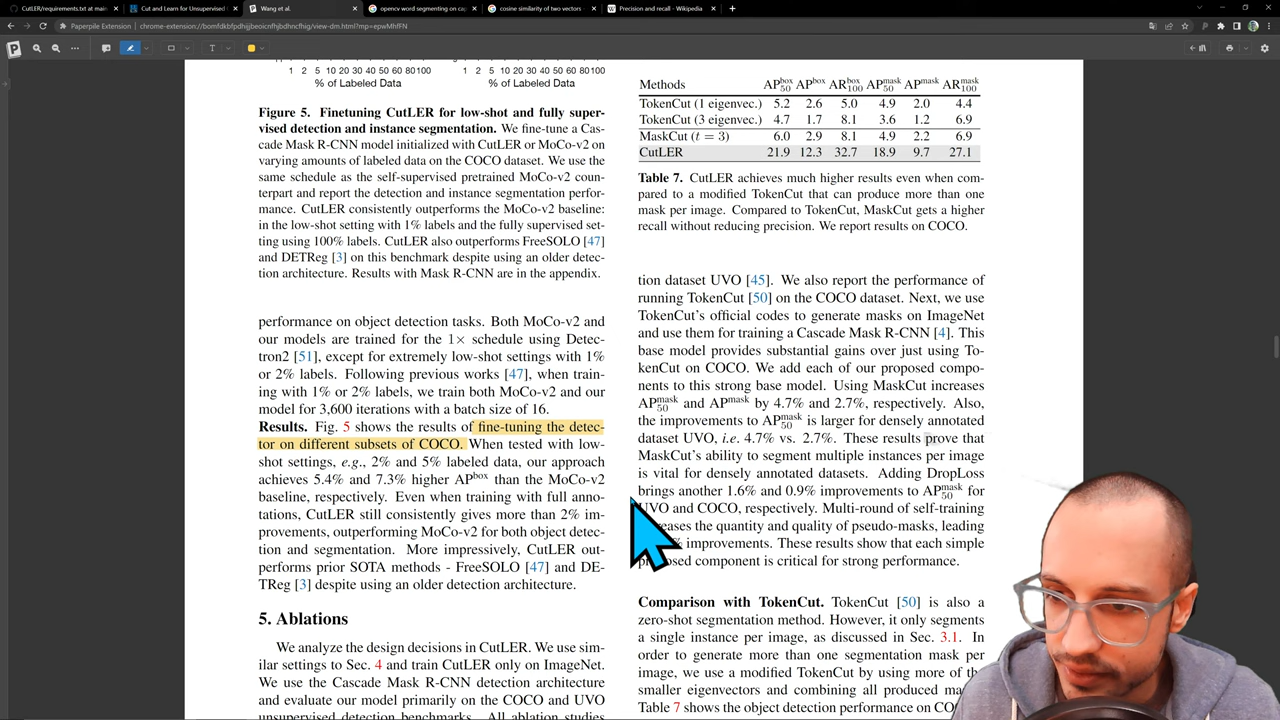 CutLER/requirements.txt at main
Cut and Learn for Unsupervised
Wang et al.
opencv word segmenting on cap
cosine similarity of two vectors
Precision and recall - Wikipedia
Paperpile Extension
chrome-extension://bomfdkbfpdhijjbeoicnfhjbdhncfhig/view-dm.html?mp=epwMhfFN
1 2 5 10 20 30 40 50 60 80 100
1 2 5 10 20 30 40 50 60 80 100
% of Labeled Data
% of Labeled Data
Figure 5. Finetuning CutLER for low-shot and fully super-
vised detection and instance segmentation. We fine-tune a Cas-
cade Mask R-CNN model initialized with CutLER or MoCo-v2 on
varying amounts of labeled data on the COCO dataset. We use the
same schedule as the self-supervised pretrained MoCo-v2 coun-
terpart and report the detection and instance segmentation perfor-
mance. CutLER consistently outperforms the MoCo-v2 baseline:
in the low-shot setting with 1% labels and the fully supervised set-
ting using 100% labels. CutLER also outperforms FreeSOLO [47]
and DETReg [3] on this benchmark despite using an older detec-
tion architecture. Results with Mask R-CNN are in the appendix.
performance on object detection tasks. Both MoCo-v2 and
our models are trained for the 1× schedule using Detec-
tron2 [51], except for extremely low-shot settings with 1%
or 2% labels. Following previous works [47], when train-
ing with 1% or 2% labels, we train both MoCo-v2 and our
model for 3,600 iterations with a batch size of 16.
Results. Fig. 5 shows the results of fine-tuning the detec-
tor on different subsets of COCO. When tested with low-
shot settings, e.g., 2% and 5% labeled data, our approach
achieves 5.4% and 7.3% higher APbox than the MoCo-v2
baseline, respectively. Even when training with full anno-
tations, CutLER still consistently gives more than 2% im-
provements, outperforming MoCo-v2 for both object detec-
tion and segmentation. More impressively, CutLER out-
performs prior SOTA methods - FreeSOLO [47] and DE-
TReg [3] despite using an older detection architecture.
5. Ablations
We analyze the design decisions in CutLER. We use sim-
ilar settings to Sec. 4 and train CutLER only on ImageNet.
We use the Cascade Mask R-CNN detection architecture
and evaluate our model primarily on the COCO and UVO
unsupervised detection benchmarks. All ablation studies
Methods APbox50 APbox ARbox100 APmask50 APmask ARmask100
TokenCut (1 eigenvec.) 5.2 2.6 5.0 4.9 2.0 4.4
TokenCut (3 eigenvec.) 4.7 1.7 8.1 3.6 1.2 6.9
MaskCut (t = 3) 6.0 2.9 8.1 4.9 2.2 6.9
CutLER 21.9 12.3 32.7 18.9 9.7 27.1
Table 7. CutLER achieves much higher results even when com-
pared to a modified TokenCut that can produce more than one
mask per image. Compared to TokenCut, MaskCut gets a higher
recall without reducing precision. We report results on COCO.
tion dataset UVO [45]. We also report the performance of
running TokenCut [50] on the COCO dataset. Next, we use
TokenCut's official codes to generate masks on ImageNet
and use them for training a Cascade Mask R-CNN [4]. This
base model provides substantial gains over just using To-
kenCut on COCO. We add each of our proposed compo-
nents to this strong base model. Using MaskCut increases
APmask50 and APmask by 4.7% and 2.7%, respectively. Also,
the improvements to APmask50 is larger for densely annotated
dataset UVO, i.e. 4.7% vs. 2.7%. These results prove that
MaskCut's ability to segment multiple instances per image
is vital for densely annotated datasets. Adding DropLoss
brings another 1.6% and 0.9% improvements to APmask50 for
UVO and COCO, respectively. Multi-round of self-training
the quantity and quality of pseudo-masks, leading
improvements. These results show that each simple
component is critical for strong performance.
Comparison with TokenCut. TokenCut [50] is also a
zero-shot segmentation method. However, it only segments
a single instance per image, as discussed in Sec. 3.1. In
order to generate more than one segmentation mask per
image, we use a modified TokenCut by using more of
smaller eigenvectors and combining all produced
Table 7 shows the object detection performance on